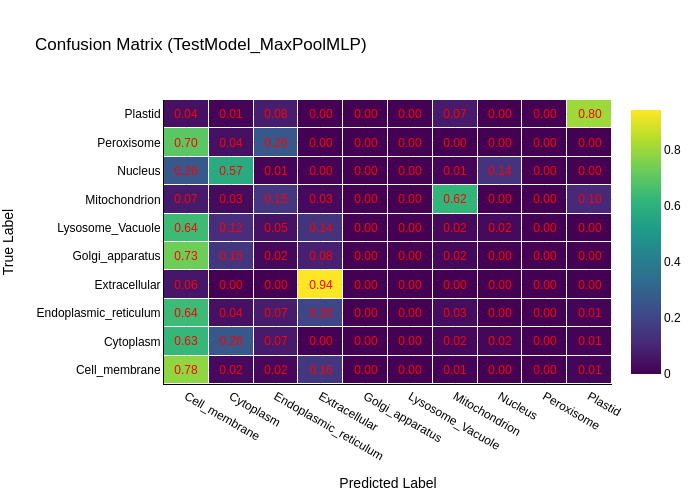 Confusion Matrix (TestModel_MaxPoolMLP)
True Label
Plastid 0.04 0.01 0.08 0.00 0.00 0.00 0.07 0.00 0.00 0.80
Peroxisome 0.70 0.04 0.26 0.00 0.00 0.00 0.00 0.00 0.00 0.00
Nucleus 0.26 0.57 0.01 0.00 0.00 0.00 0.01 0.14 0.00 0.00
Mitochondrion 0.07 0.03 0.15 0.03 0.00 0.00 0.62 0.00 0.00 0.10
Lysosome_Vacuole 0.64 0.12 0.05 0.14 0.00 0.00 0.02 0.02 0.00 0.00
Golgi_apparatus 0.73 0.02 0.08 0.00 0.00 0.00 0.00 0.00 0.00
Extracellular 0.06 0.00 0.00 0.94 0.00 0.00 0.00 0.00 0.00 0.00
Endoplasmic_reticulum 0.64 0.04 0.07 0.20 0.00 0.00 0.03 0.00 0.00 0.01
Cytoplasm 0.63 0.07 0.00 0.00 0.00 0.02 0.02 0.00 0.01
Cell_membrane 0.78 0.02 0.02 0.16 0.00 0.00 0.01 0.00 0.00 0.01
Cell_membrane Cytoplasm Endoplasmic_reticulum Extracellular Golgi_apparatus Lysosome_Vacuole Mitochondrion Nucleus Peroxisome Plastid
Predicted Label
0.8
0.6
0.4
0.2
0